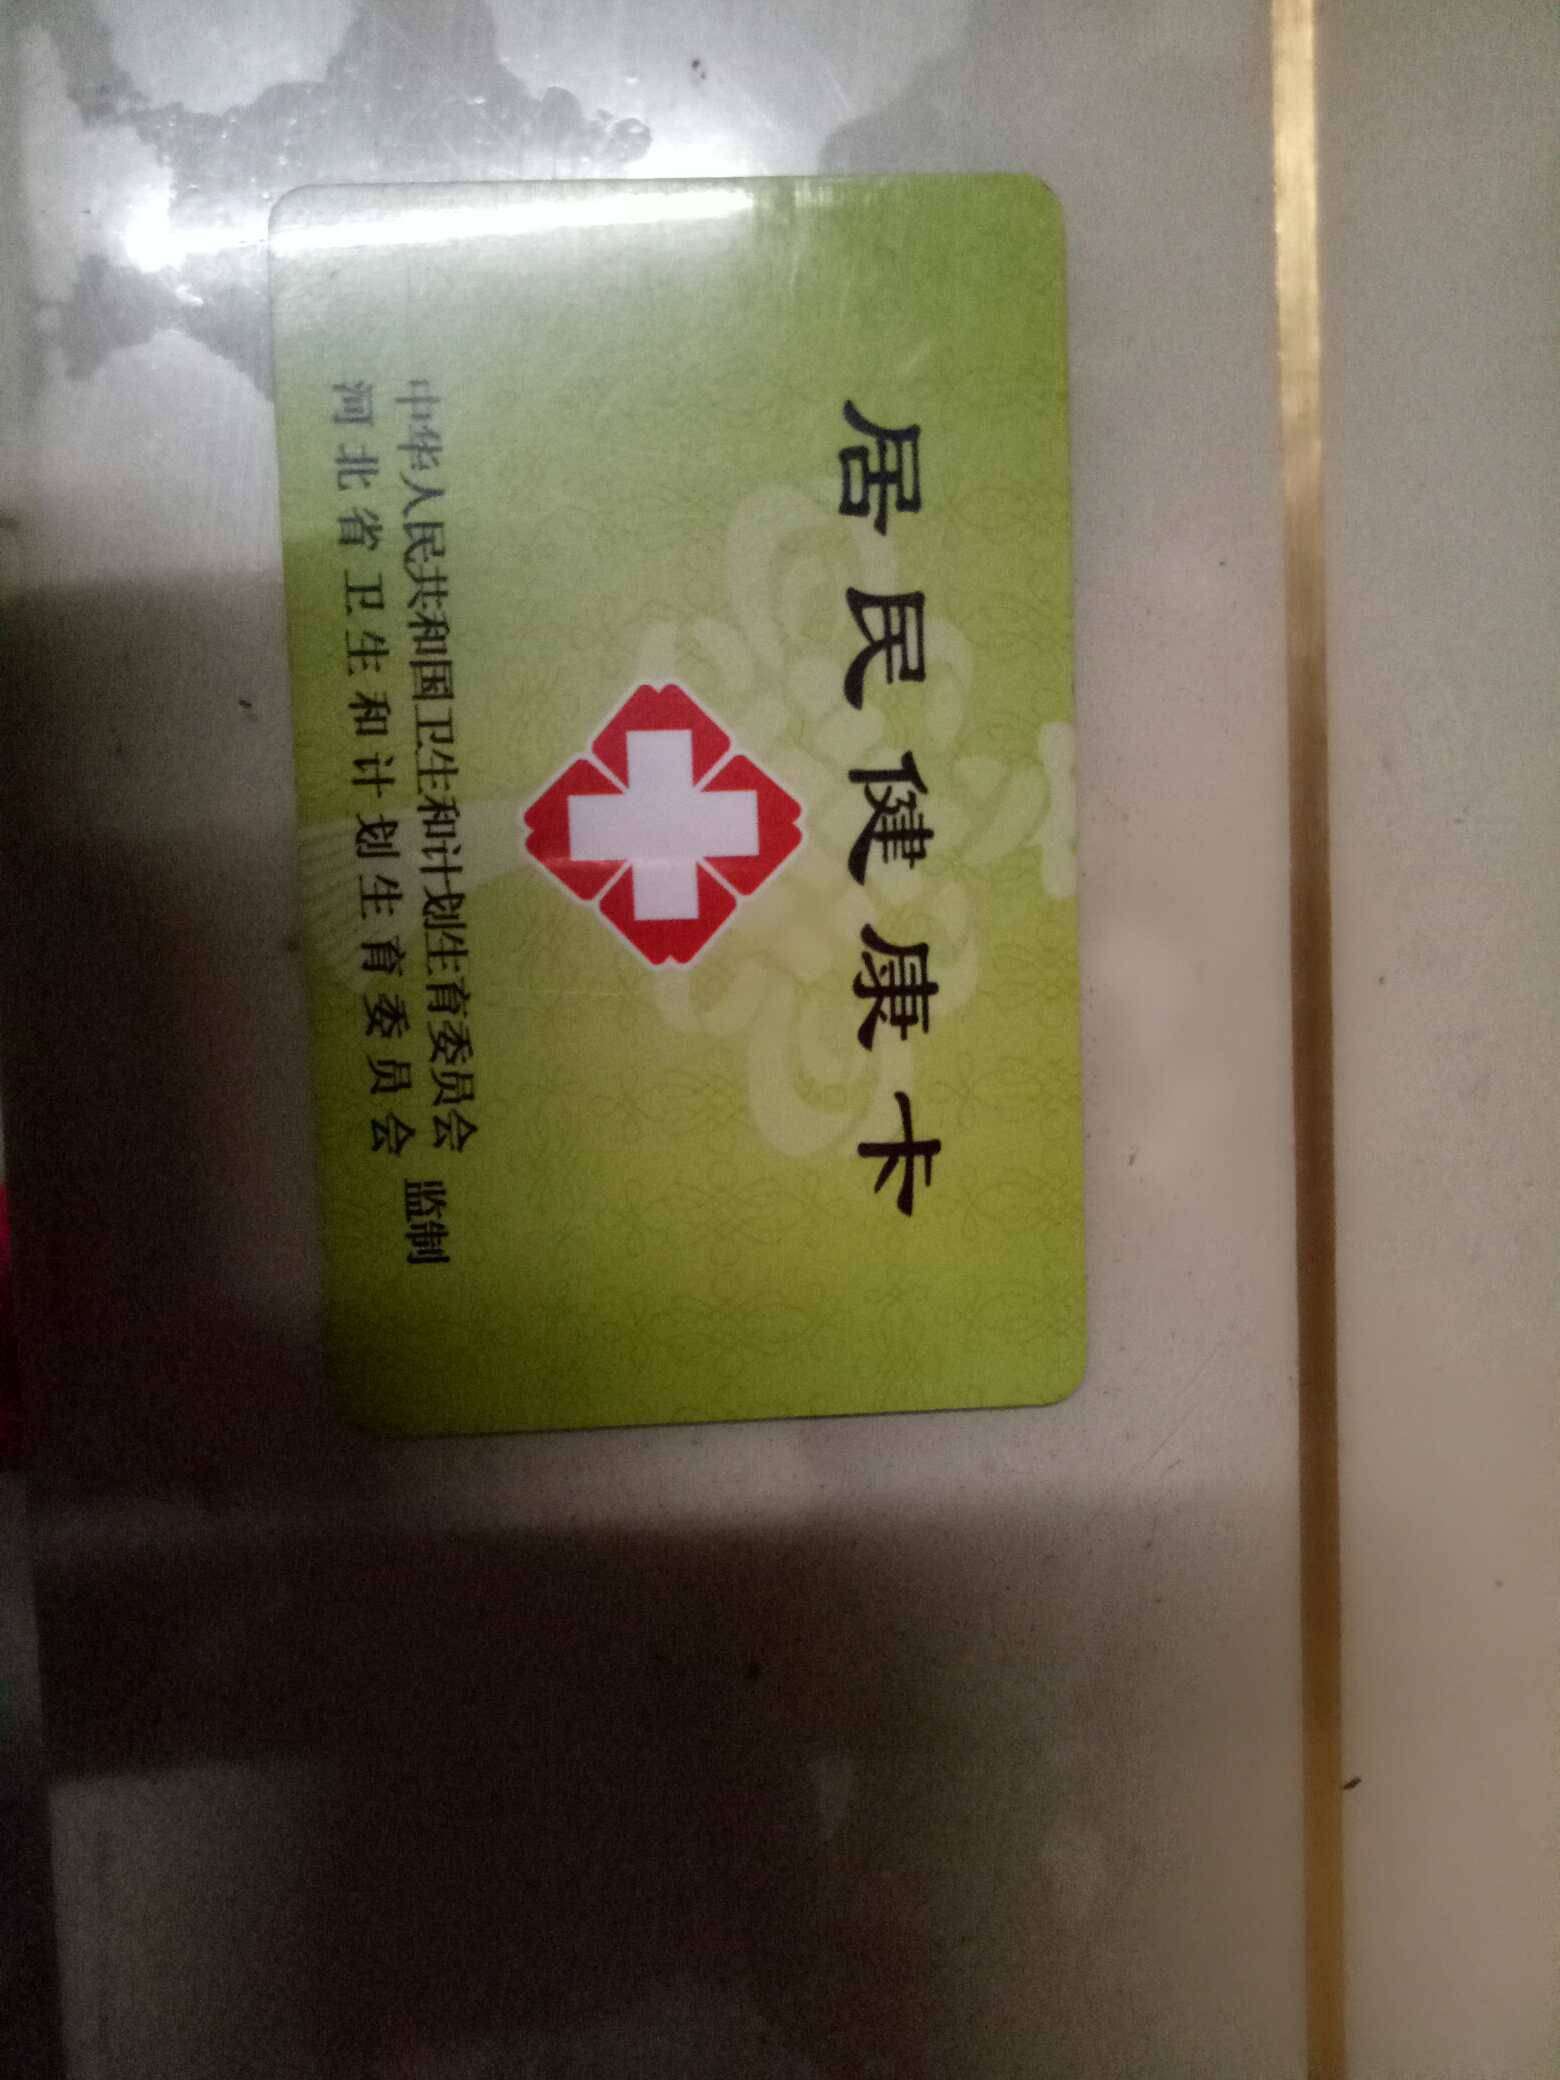 居民健康卡
中华人民共和国卫生和计划生育委员会
河北省卫生和计划生育委员会
监制